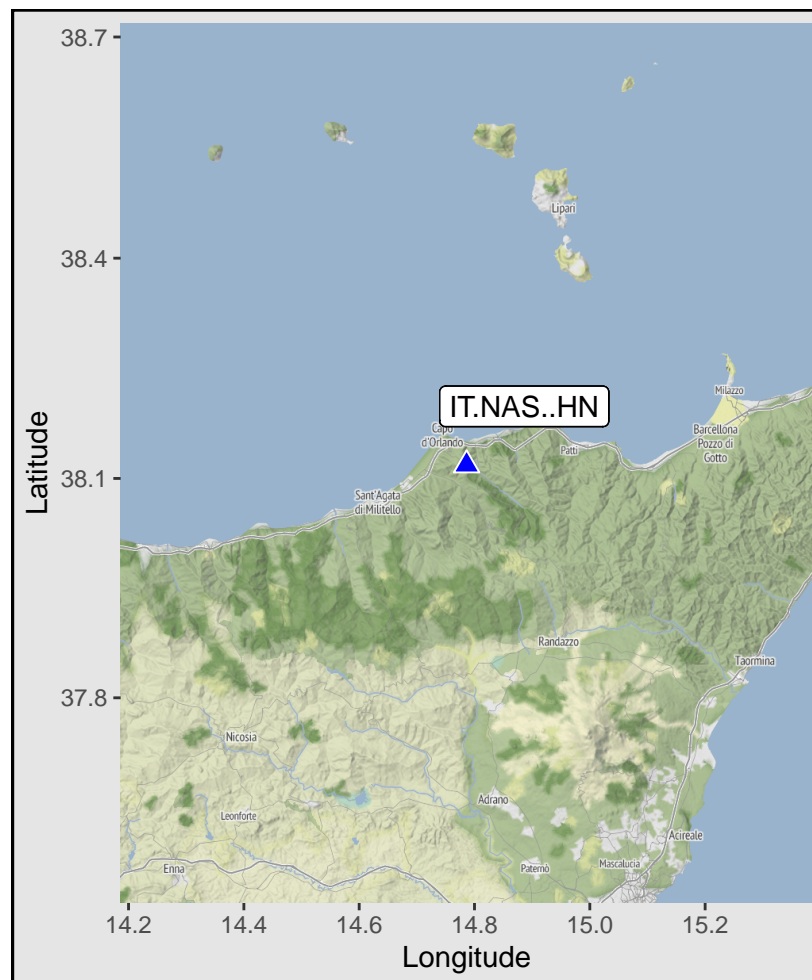 38.7
Lipari
38.4
Latitude
Milazzo
IT.NAS..HN
Capo
d'Orlando
Patti
Barcellona
Pozzo di
Gotto
38.1
Sant'Agata
di Militello
Randazzo
Taormina
37.8
Nicosia
Adrano
Leonforte
Acireale
Enna
Paternò
Mascalucia
14.2
14.4
14.6
14.8
15.0
15.2
Longitude